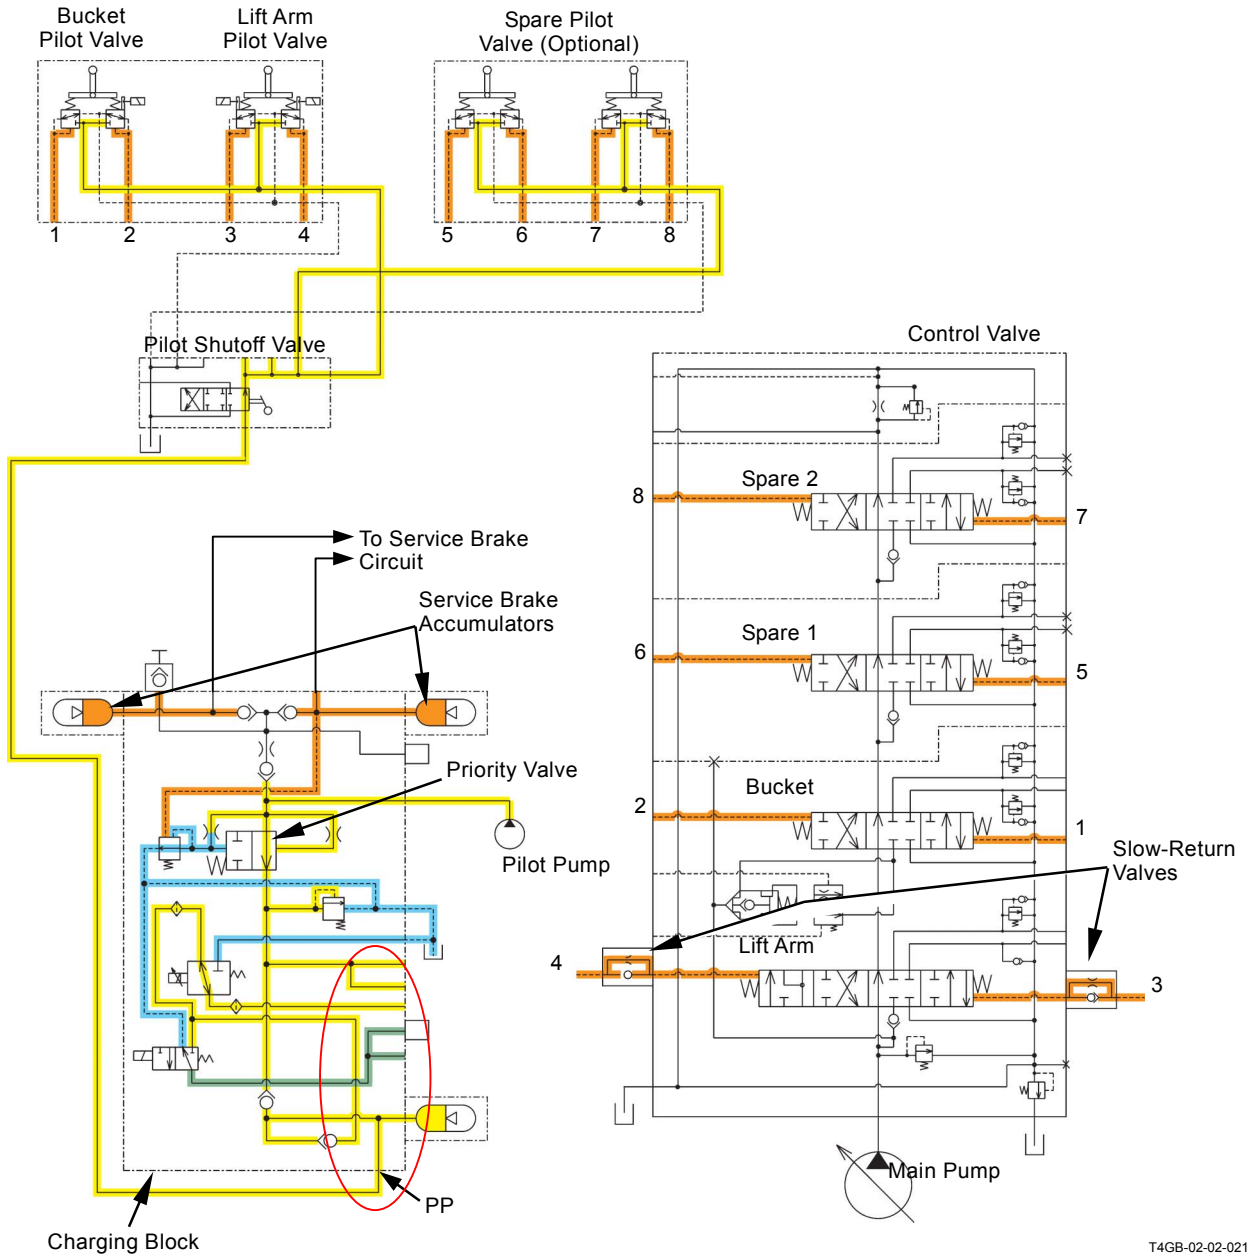 Bucket
Pilot Valve
Lift Arm
Pilot Valve
Spare Pilot
Valve (Optional)
1
2
3
4
5
6
7
8
Pilot Shutoff Valve
Control Valve
Spare 2
8
7
To Service Brake
Circuit
Service Brake
Accumulators
Spare 1
6
5
Priority Valve
Bucket
2
1
Pilot Pump
Slow-Return
Valves
Lift Arm
4
3
Main Pump
PP
Charging Block
T4GB-02-02-021